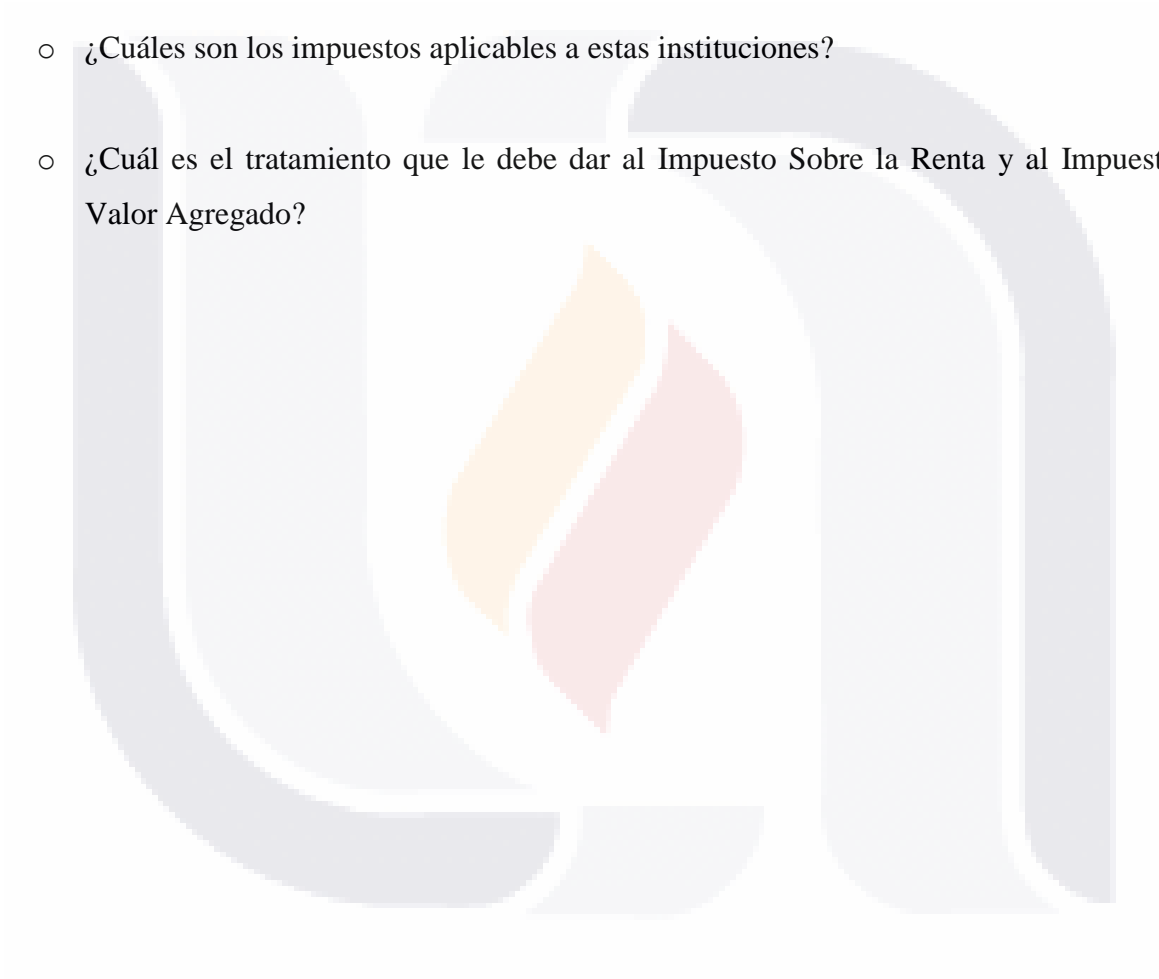 ○ ¿Cuáles son los impuestos aplicables a estas instituciones?
○ ¿Cuál es el tratamiento que le debe dar al Impuesto Sobre la Renta y al Impuest
Valor Agregado?